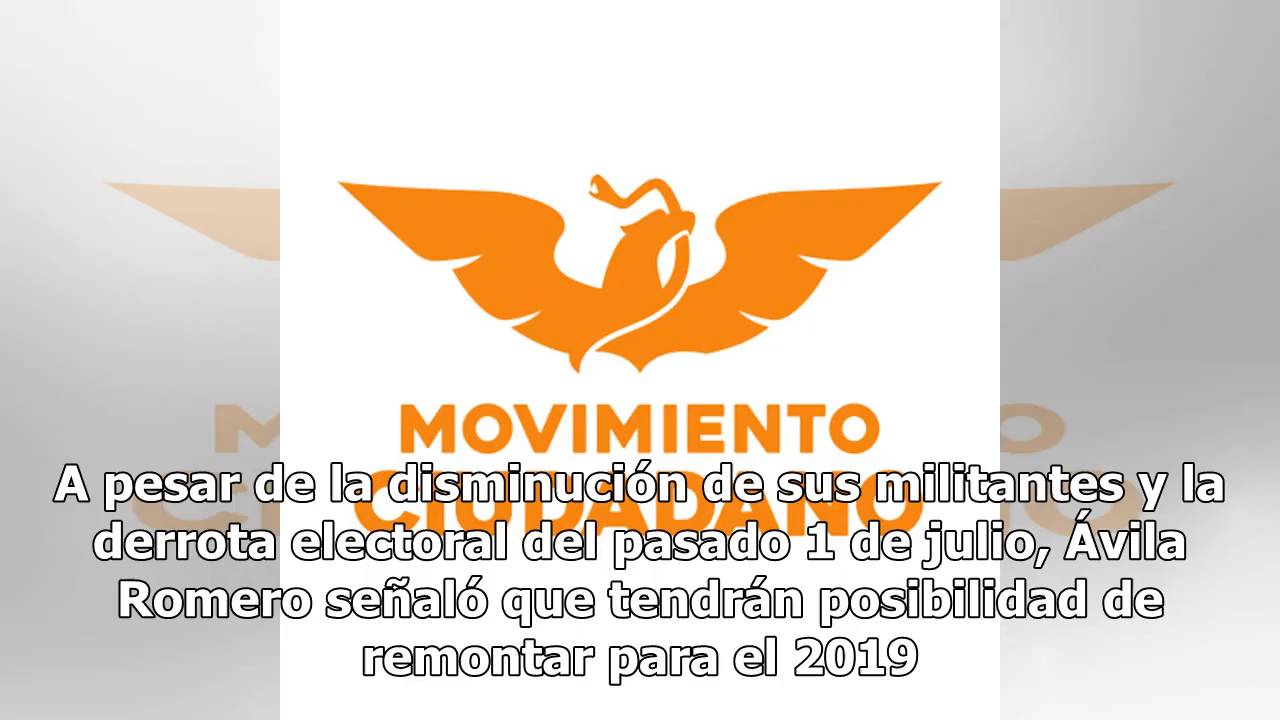 MOVIMIENTO
CIUDADANO
A pesar de la disminución de sus militantes y la
derrota electoral del pasado 1 de julio, Ávila
Romero señaló que tendrán posibilidad de
remontar para el 2019